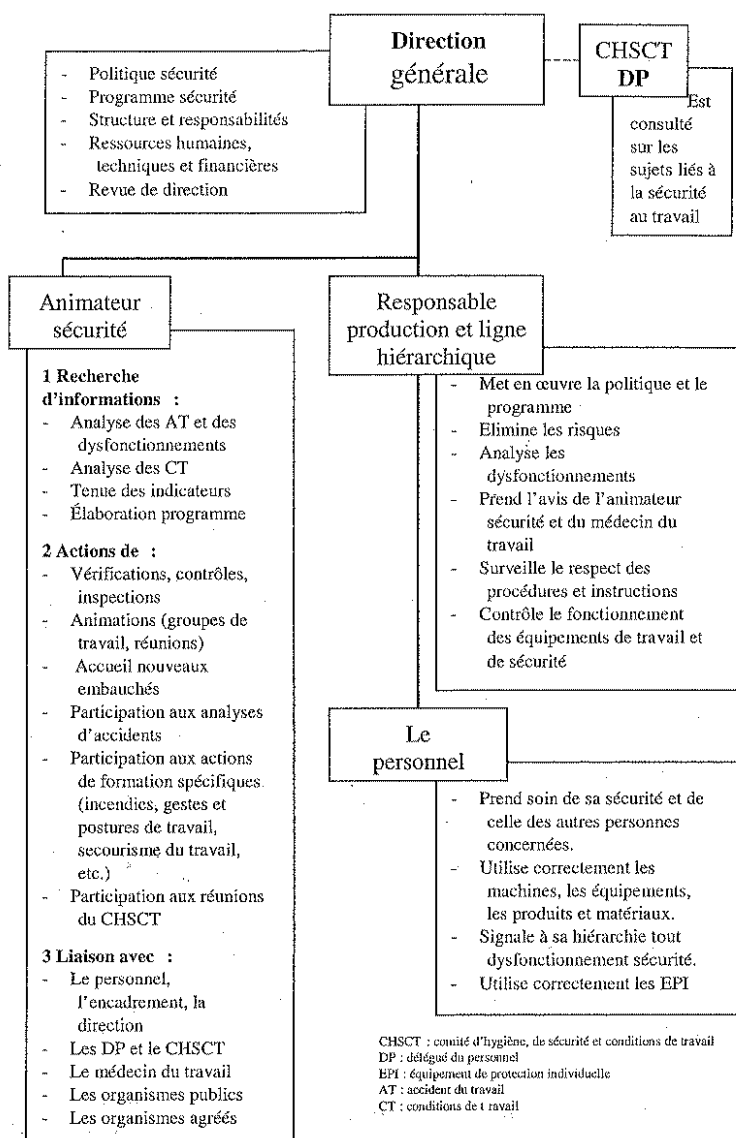 Direction
générale
CHSCT
DP
- Politique sécurité
- Programme sécurité
- Structure et responsabilités
- Ressources humaines,
techniques et financières
- Revue de direction
Est
consulté
sur les
sujets liés à
la sécurité
au travail
Animateur
sécurité
1 Recherche
d'informations :
- Analyse des AT et des
dysfonctionnements
- Analyse des CT
- Tenue des indicateurs
- Élaboration programme
2 Actions de :
- Vérifications, contrôles,
inspections
- Animations (groupes de
travail, réunions)
- Accueil nouveaux
embauchés
- Participation aux analyses
d'accidents
- Participation aux actions
de formation spécifiques
(incendies, gestes et
postures de travail,
secourisme du travail,
etc.)
- Participation aux réunions
du CHSCT
3 Liaison avec :
- Le personnel,
l'encadrement, la
direction
- Les DP et le CHSCT
- Le médecin du travail
- Les organismes publics
- Les organismes agréés
Responsable
production et ligne
hiérarchique
- Met en œuvre la politique et le
programme
- Elimine les risques
- Analyse les
dysfonctionnements
- Prend l'avis de l'animateur
sécurité et du médecin du
travail
- Surveille le respect des
procédures et instructions
- Contrôle le fonctionnement
des équipements de travail et
de sécurité
Le
personnel
- Prend soin de sa sécurité et de
celle des autres personnes
concernées.
- Utilise correctement les
machines, les équipements,
les produits et matériaux.
- Signale à sa hiérarchie tout
dysfonctionnement sécurité.
- Utilise correctement les EPI
CHSCT : comité d'hygiène, de sécurité et conditions de travail
DP : délégué du personnel
EPI : équipement de protection individuelle
AT : accident du travail
CT : conditions de t ravail